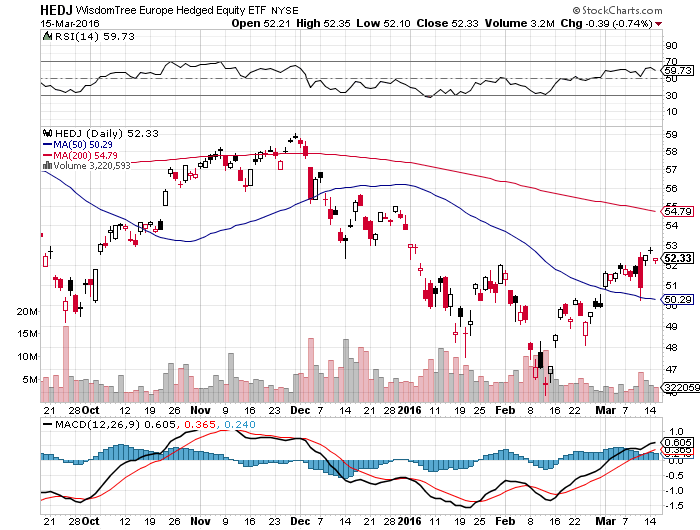 HEDJ WisdomTree Europe Hedged Equity ETF NYSE © StockCharts.com
15-Mar-2016 Open 52.21 High 52.35 Low 52.10 Close 52.33 Volume 3.2M Chg -0.39 (-0.74%)
RSI(14) 59.73
90
70
59.73
50
30
10
HEDJ (Daily) 52.33
MA(50) 50.29
MA(200) 54.79
Volume 3,220,593
59
58
57
56
55
54.79
54
53
52.33
52
51
50.29
49
48
47
46
20M
15M
10M
5M
322059
21 28 Oct 12 19 26 Nov 9 16 23 Dec 7 14 21 2016 11 19 25 Feb 8 16 22 Mar 7 14
MACD(12,26,9) 0.605, 0.365, 0.240
1.0
0.605
0.365
0.0
-0.5
-1.0
-1.5
21 28 Oct 12 19 26 Nov 9 16 23 Dec 7 14 21 2016 11 19 25 Feb 8 16 22 Mar 7 14